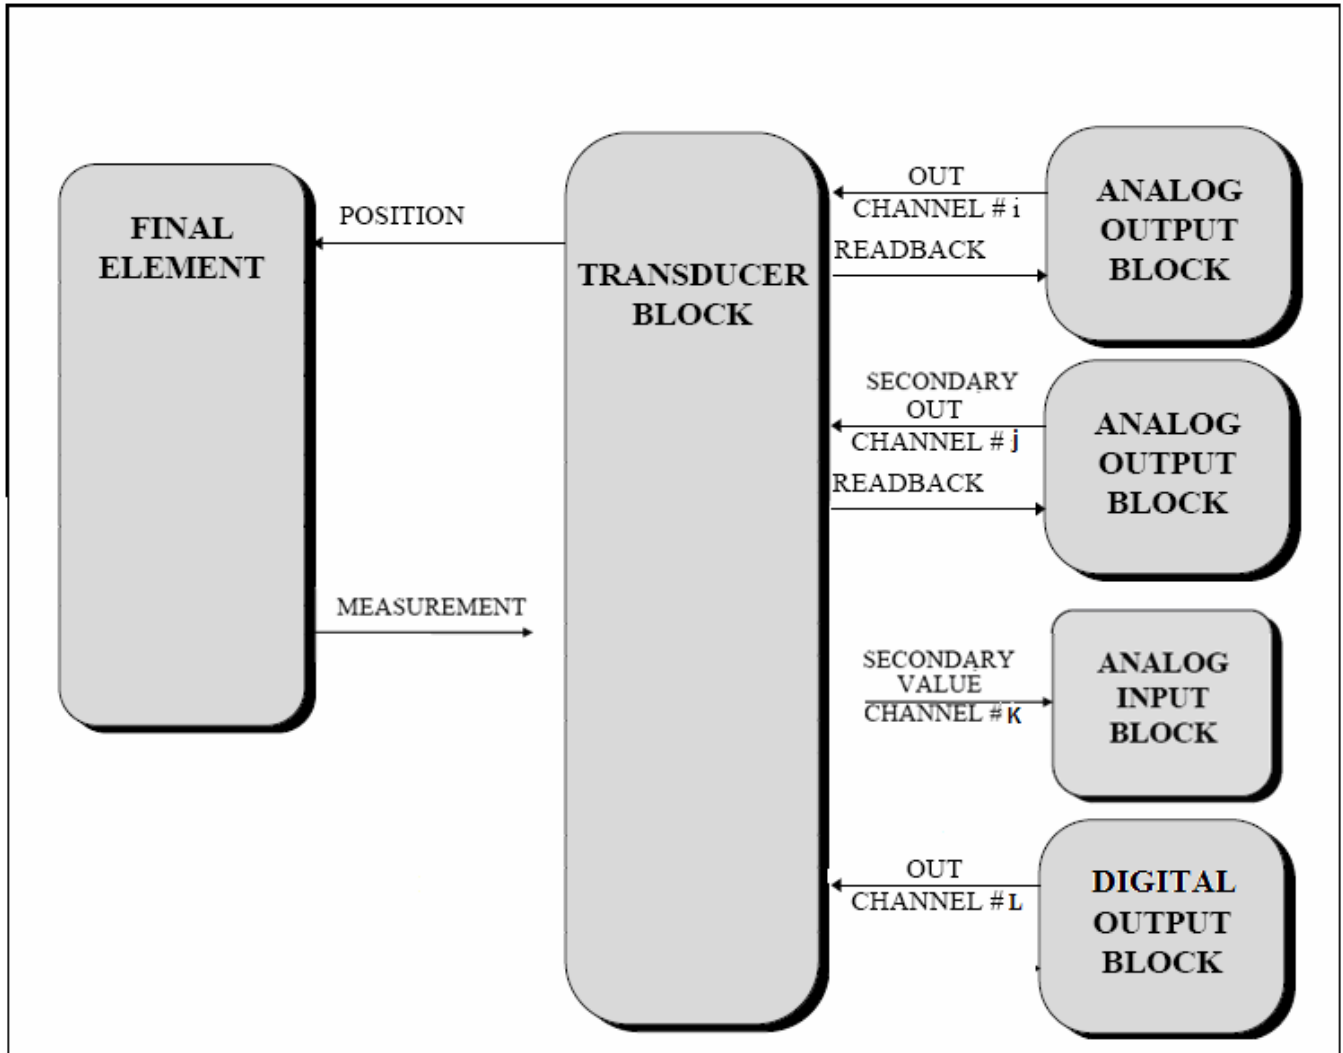 FINAL
ELEMENT
POSITION
MEASUREMENT
TRANSDUCER
BLOCK
OUT
CHANNEL # i
READBACK
ANALOG
OUTPUT
BLOCK
SECONDARY
OUT
CHANNEL # j
READBACK
ANALOG
OUTPUT
BLOCK
SECONDARY
VALUE
CHANNEL # K
ANALOG
INPUT
BLOCK
OUT
CHANNEL # L
DIGITAL
OUTPUT
BLOCK